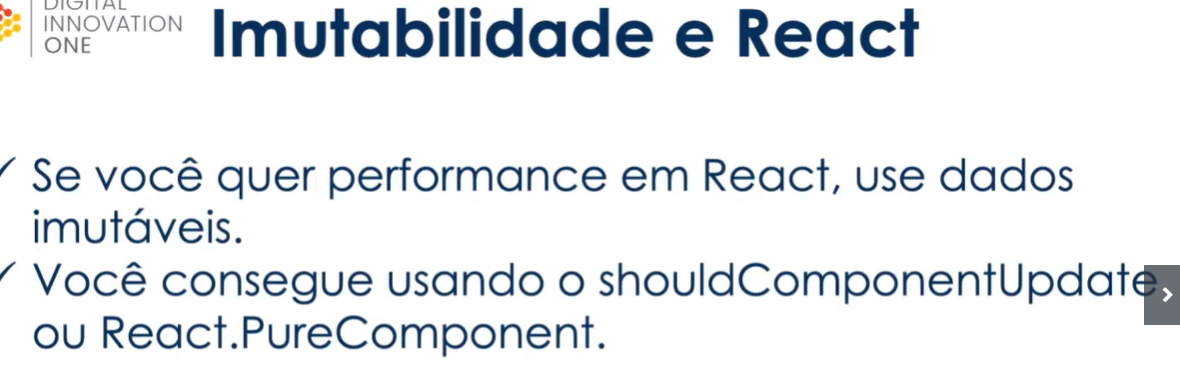 DIGITAL
INNOVATION
ONE
Imutabilidade e React
✓ Se você quer performance em React, use dados
imutáveis.
✓ Você consegue usando o shouldComponentUpdate
ou React.PureComponent.